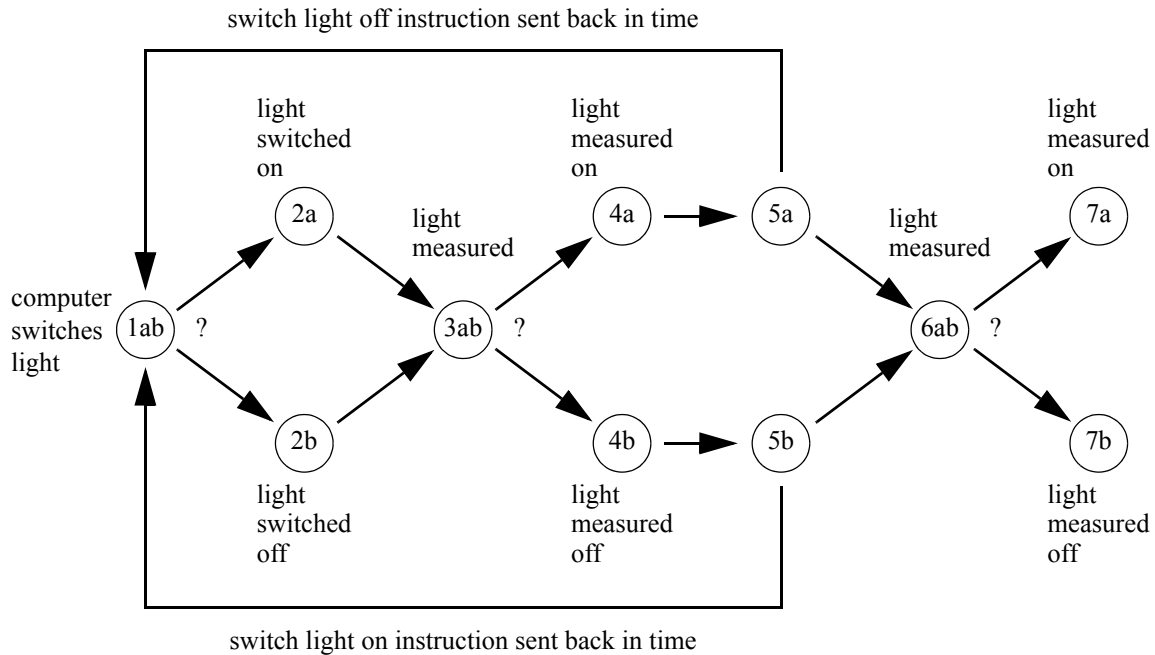 switch light off instruction sent back in time
light
switched
on
light
measured
on
light
measured
on
2a
light
measured
4a
5a
light
measured
7a
computer
switches
light
1ab
?
3ab
?
6ab
?
2b
4b
5b
7b
light
switched
off
light
measured
off
light
measured
off
switch light on instruction sent back in time